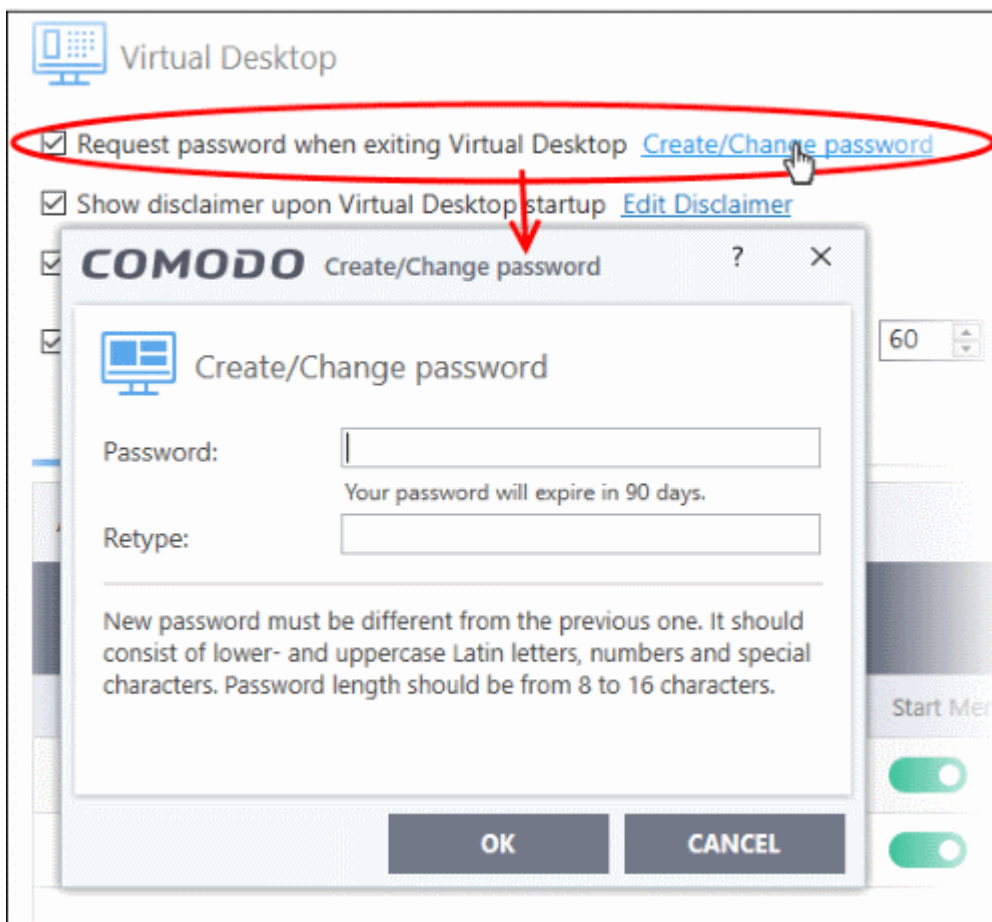 Virtual Desktop
Request password when exiting Virtual Desktop Create/Change password
Show disclaimer upon Virtual Desktop startup Edit Disclaimer
COMODO Create/Change password ?
60
Create/Change password
Password:
Your password will expire in 90 days.
Retype:
New password must be different from the previous one. It should
consist of lower- and uppercase Latin letters, numbers and special
characters. Password length should be from 8 to 16 characters.
Start
OK CANCEL